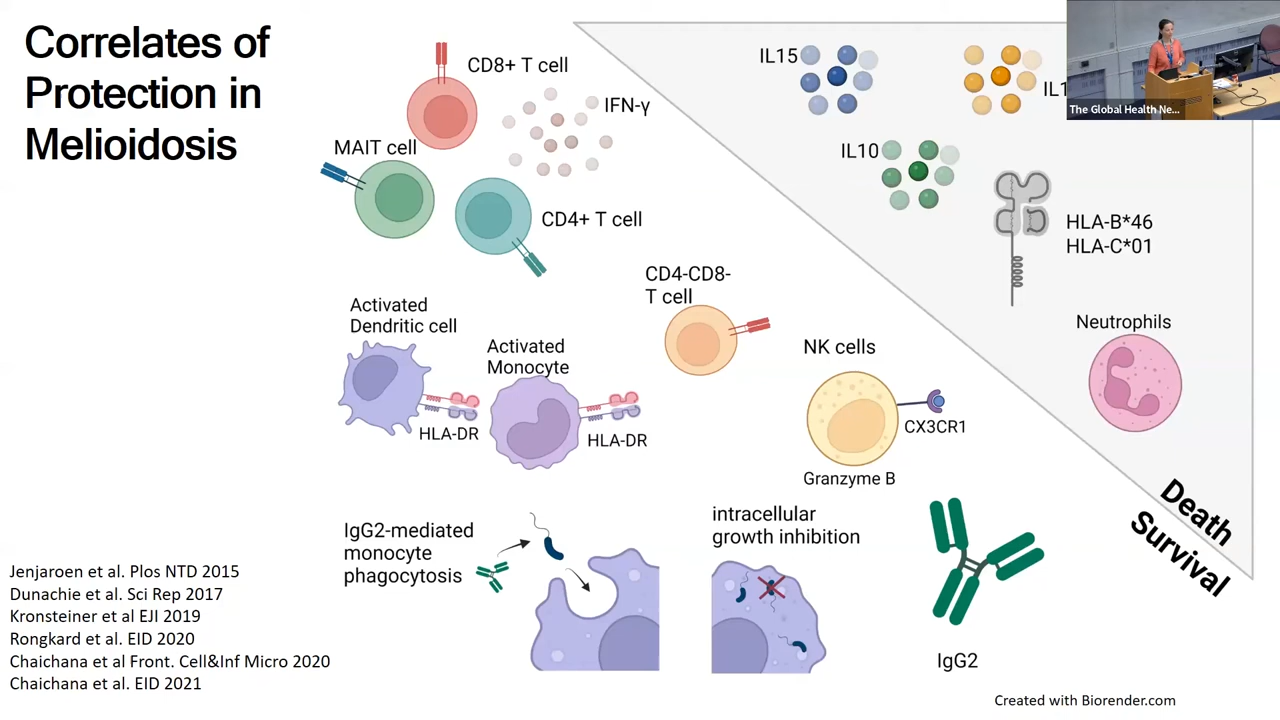 Correlates of
Protection in
Melioidosis
CD8+ T cell
IFN-γ
MAIT cell
CD4+ T cell
IL15
The Global Health Ne...
IL10
HLA-B*46
HLA-C*01
CD4-CD8-
T cell
Activated
Dendritic cell
HLA-DR
Activated
Monocyte
HLA-DR
NK cells
CX3CR1
Granzyme B
Neutrophils
Death
Survival
IgG2-mediated
monocyte
phagocytosis
intracellular
growth inhibition
IgG2
Jenjaroen et al. Plos NTD 2015
Dunachie et al. Sci Rep 2017
Kronsteiner et al EJI 2019
Rongkard et al. EID 2020
Chaichana et al Front. Cell&Inf Micro 2020
Chaichana et al. EID 2021
Created with Biorender.com